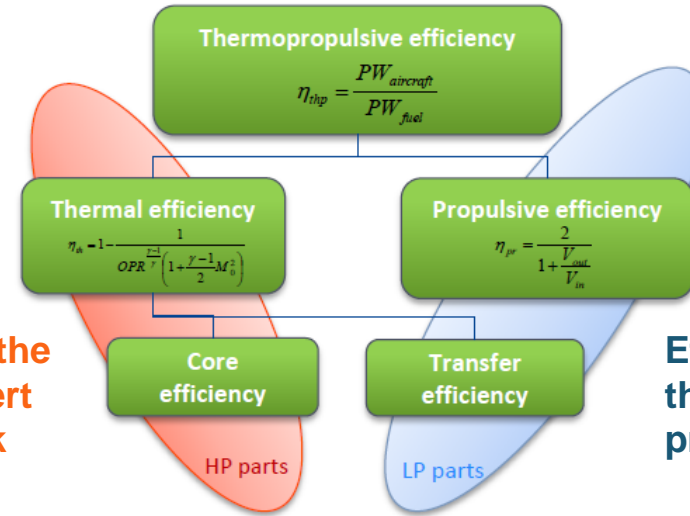 Thermopropulsive efficiency
η_thp = PW_aircraft / PW_fuel
Thermal efficiency
η_th = 1 - 1 / (OPR^((γ-1)/γ) (1 + (γ-1)/2 M_0^2))
Propulsive efficiency
η_pr = 2 / (1 + V_out / V_in)
the
ert
k
Core
efficiency
Transfer
efficiency
E
th
pr
HP parts
LP parts